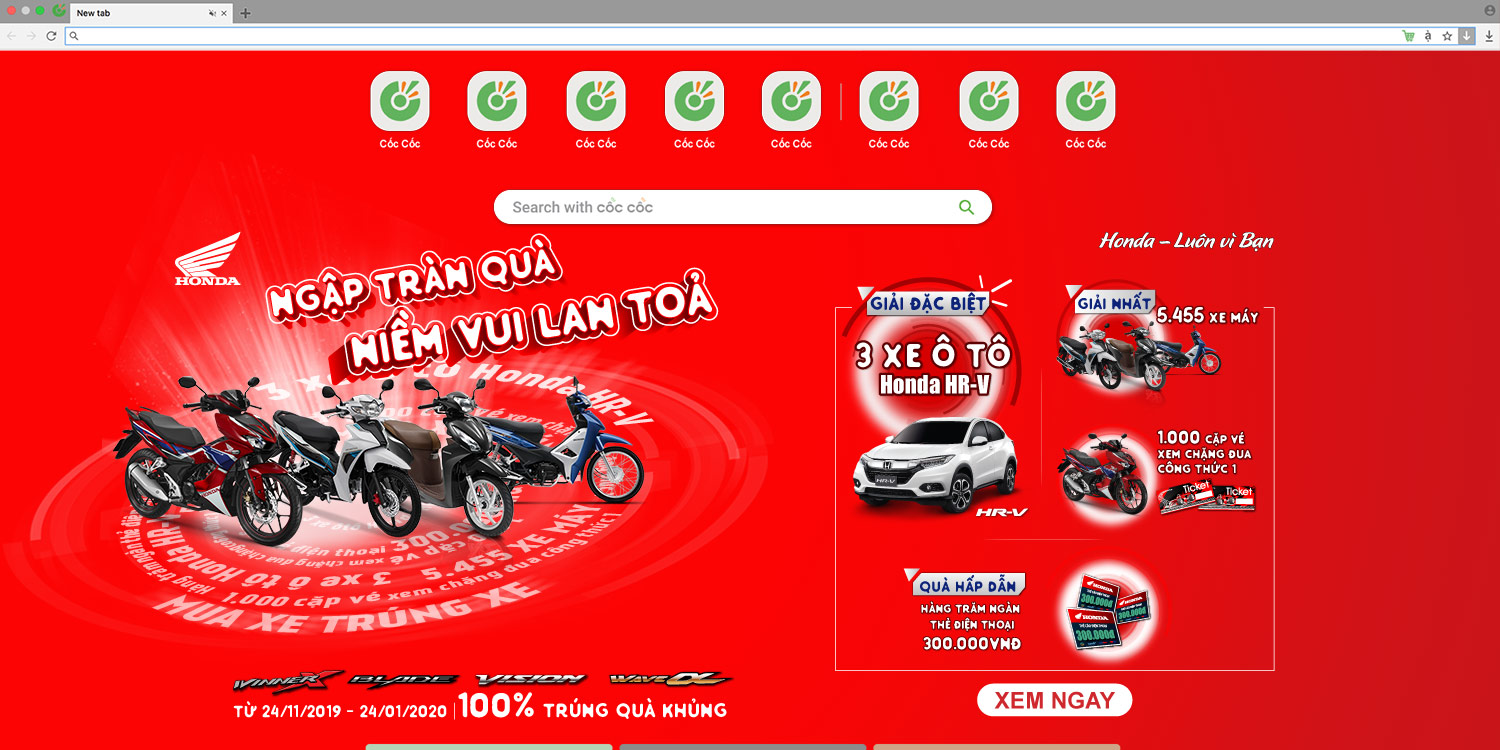 New tab
Cốc Cốc Cốc Cốc Cốc Cốc Cốc Cốc Cốc Cốc Cốc Cốc Cốc Cốc Cốc Cốc
Search with cốc cốc
HONDA
NGẬP TRÀN QUÀ
NIỀM VUI LAN TOẢ
Honda HR-V
5.455 XE MÁY
1.000 cặp vé xem chặng đua công thức 1
MUA XE TRÚNG XE
WINNER X BLADE VISION WAVE α
TỪ 24/11/2019 - 24/01/2020 | 100% TRÚNG QUÀ KHỦNG
Honda – Luôn vì Bạn
GIẢI ĐẶC BIỆT
3 XE Ô TÔ
Honda HR-V
HR-V
HR-V
GIẢI NHẤT
5.455 XE MÁY
1.000 CẶP VÉ
XEM CHẶNG ĐUA
CÔNG THỨC 1
Ticket
Ticket
QUÀ HẤP DẪN
HÀNG TRĂM NGÀN
THẺ ĐIỆN THOẠI
300.000VNĐ
HONDA
300.000đ
HONDA
300.000đ
HONDA
300.000đ
XEM NGAY